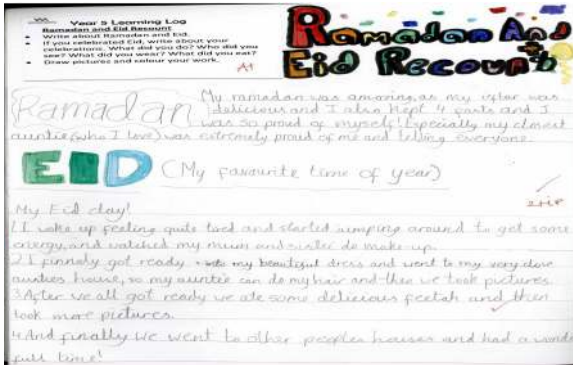 Year 5 Learning Log
Ramadan and Eid Recount
• Write about Ramadan and Eid.
• If you celebrated Eid, write about your
celebrations. What did you do? Who did you
see? What did you wear? What did you eat?
• Draw pictures and colour your work.
A1
Ramadan And
Eid Recount
Ramadan
My ramadan was amazing, as my iftar was
delicious and I also kept 4 fasts and I
was so proud of myself! Especially my closest
auntie (who I love) was extremely proud of me and telling everyone.
EID (My favourite time of year)
My Eid day!
1 I woke up feeling quite tired and started jumping around to get some
energy, and watched my mum and sister do make-up.
2 I finnaly got ready into my beautiful dress and went to my very close
aunties house, so my auntie can do my hair and then we took pictures.
3 After we all got ready we ate some delicious feetah and then
took more pictures.
4 And finally we went to other peoples houses and had a wonde
full time!